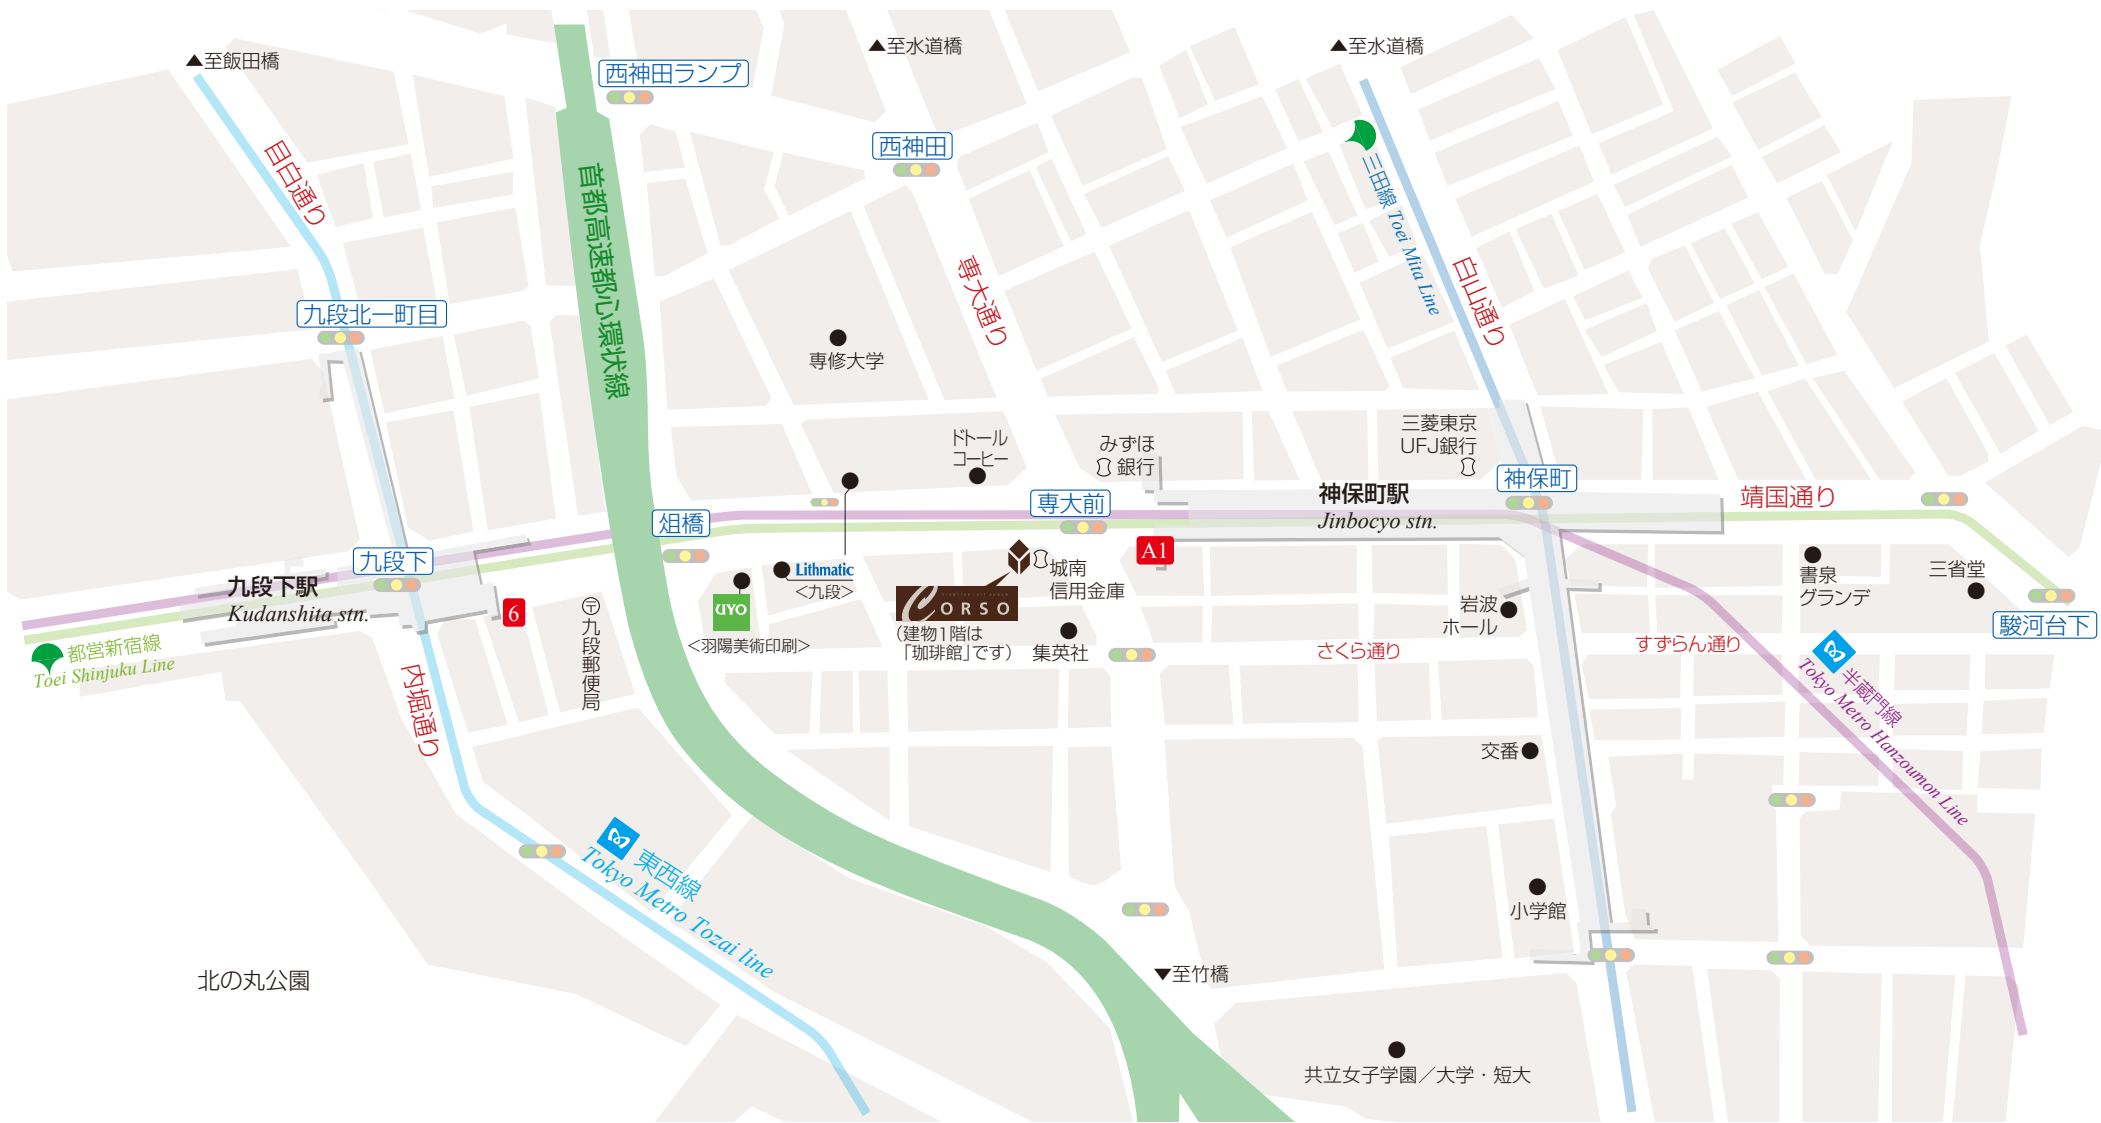 ▲至飯田橋
▲至水道橋
▲至水道橋
西神田ランプ
西神田
目白通り
首都高速都心環状線
三田線 Toei Mita Line
専大通り
白山通り
九段北一町目
専修大学
ドトール
コーヒー
みずほ
銀行
三菱東京
UFJ銀行
神保町
神保町駅
Jinbocyo stn.
靖国通り
専大前
俎橋
九段下
九段下駅
Kudanshita stn.
都営新宿線
Toei Shinjuku Line
6
〒九段郵便局
A1
Lithmatic
<九段>
UYO
<羽陽美術印刷>
CORSO
(建物1階は
「珈琲館」です)
城南
信用金庫
集英社
岩波
ホール
書泉
グランデ
三省堂
駿河台下
さくら通り
すずらん通り
内堀通り
半蔵門線
Tokyo Metro Hanzoumon Line
交番
東西線
Tokyo Metro Tozai line
小学館
北の丸公園
▼至竹橋
共立女子学園／大学・短大